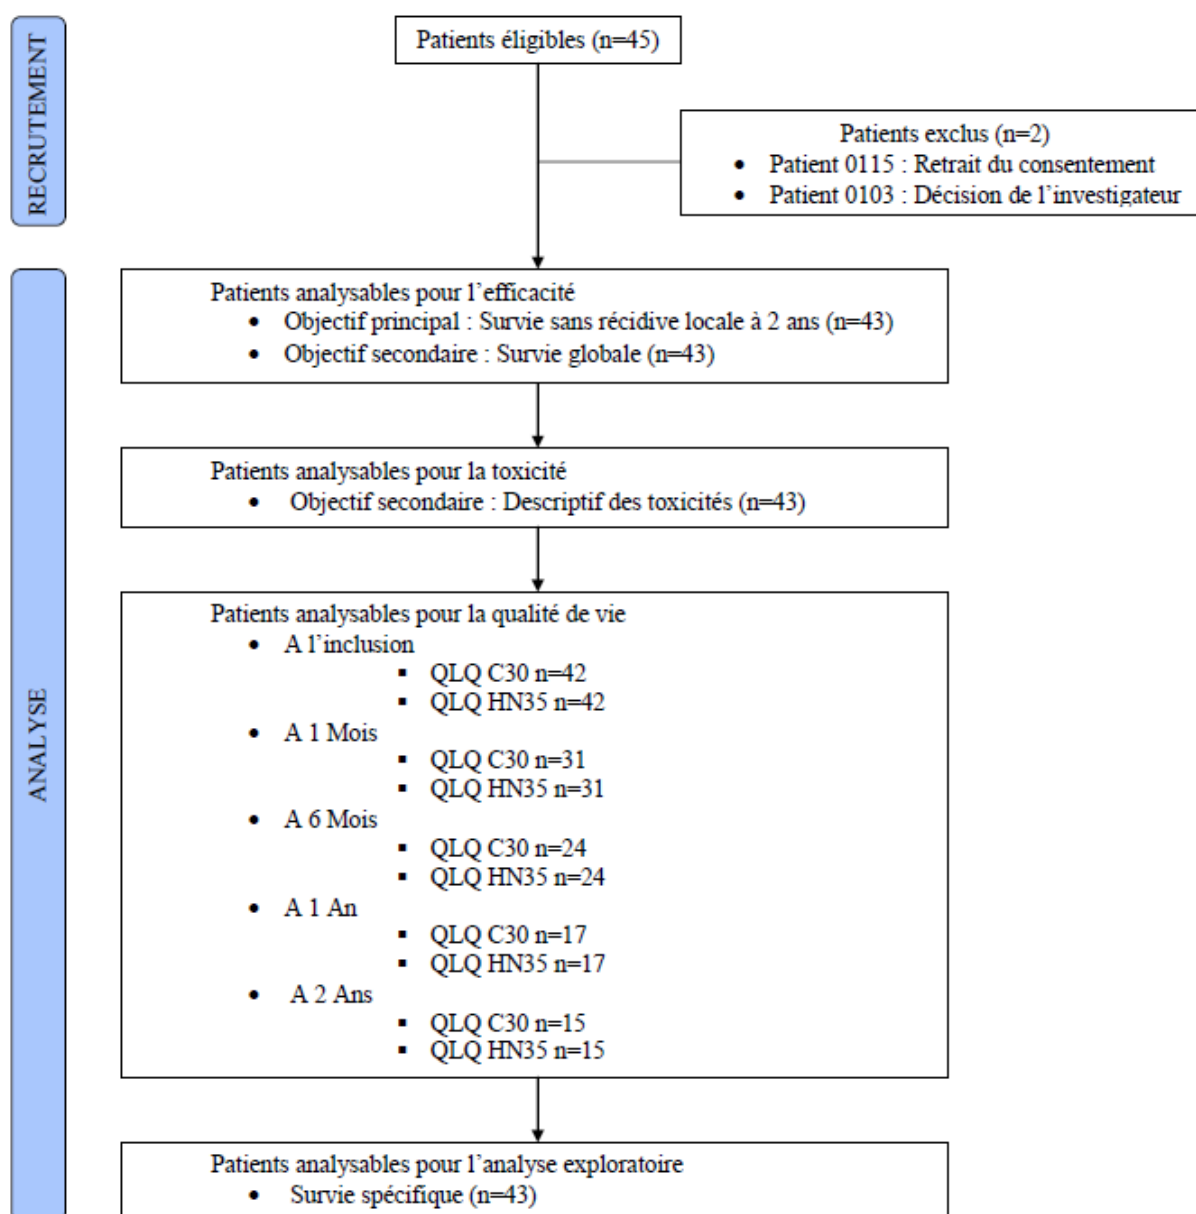 RECRUTEMENT
Patients éligibles (n=45)
Patients exclus (n=2)
• Patient 0115 : Retrait du consentement
• Patient 0103 : Décision de l'investigateur
ANALYSE
Patients analysables pour l'efficacité
• Objectif principal : Survie sans récidive locale à 2 ans (n=43)
• Objectif secondaire : Survie globale (n=43)
Patients analysables pour la toxicité
• Objectif secondaire : Descriptif des toxicités (n=43)
Patients analysables pour la qualité de vie
• A l'inclusion
▪ QLQ C30 n=42
▪ QLQ HN35 n=42
• A 1 Mois
▪ QLQ C30 n=31
▪ QLQ HN35 n=31
• A 6 Mois
▪ QLQ C30 n=24
▪ QLQ HN35 n=24
• A 1 An
▪ QLQ C30 n=17
▪ QLQ HN35 n=17
• A 2 Ans
▪ QLQ C30 n=15
▪ QLQ HN35 n=15
Patients analysables pour l'analyse exploratoire
• Survie spécifique (n=43)